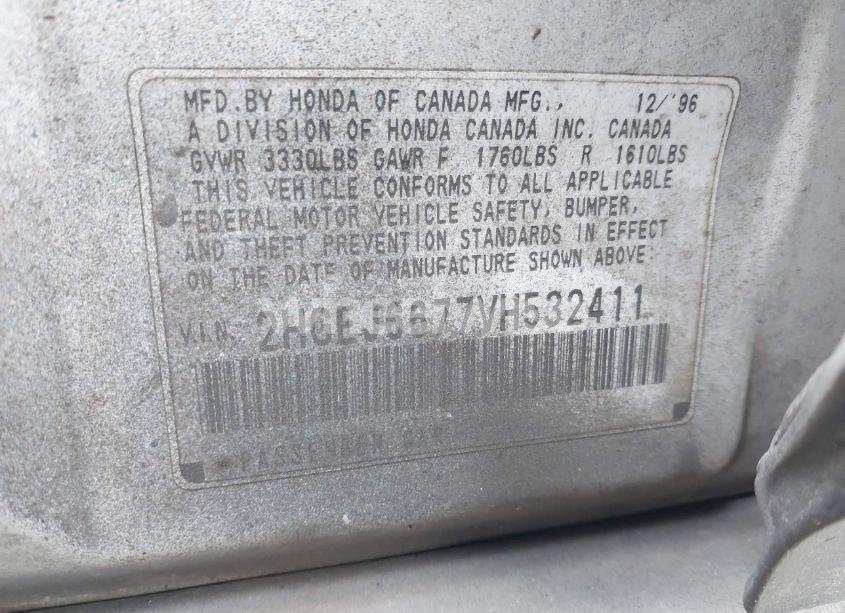 MFD.BY HONDA OF CANADA MFG., 12/'96
A DIVISION OF HONDA CANADA INC. CANADA
GVWR 3330LBS GAWR F 1760LBS R 1610LBS
THIS VEHICLE CONFORMS TO ALL APPLICABLE
FEDERAL MOTOR VEHICLE SAFETY, BUMPER,
AND THEFT PREVENTION STANDARDS IN EFFECT
ON THE DATE OF MANUFACTURE SHOWN ABOVE:
V.I.N. 2HGEJ6677VH532411
PASSENGER CAR